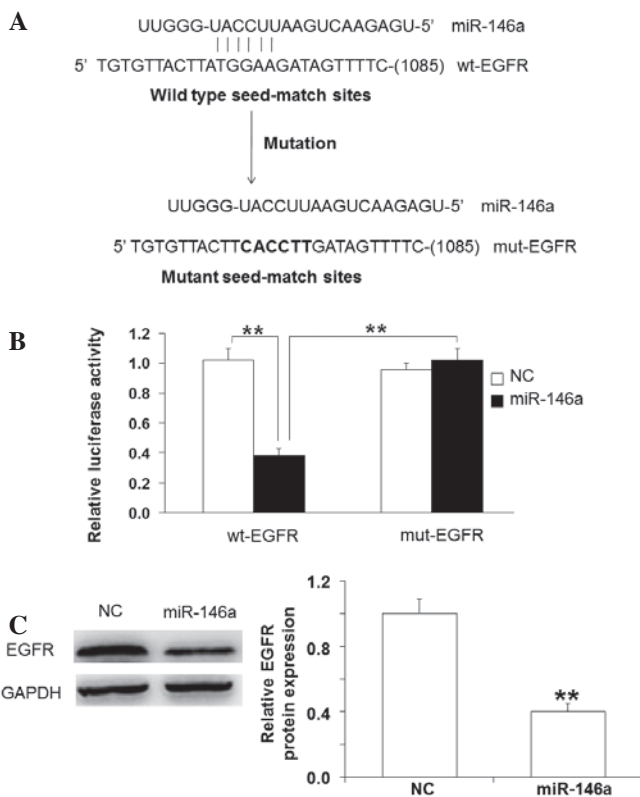 A
UUGGG-UACCUUAAGUCAAGAGU-5' miR-146a
5' TGTGTTACTTATGGAAGATAGTTTTC-(1085) wt-EGFR
Wild type seed-match sites
Mutation
UUGGG-UACCUUAAGUCAAGAGU-5' miR-146a
5' TGTGTTACTTCACCTTGATAGTTTTC-(1085) mut-EGFR
Mutant seed-match sites
B
Relative luciferase activity
1.2
1.0
0.8
0.6
0.4
0.2
0.0
**
**
NC
miR-146a
wt-EGFR
mut-EGFR
C
NC miR-146a
EGFR
GAPDH
Relative EGFR
protein expression
1.2
0.8
0.4
0.0
**
NC
miR-146a